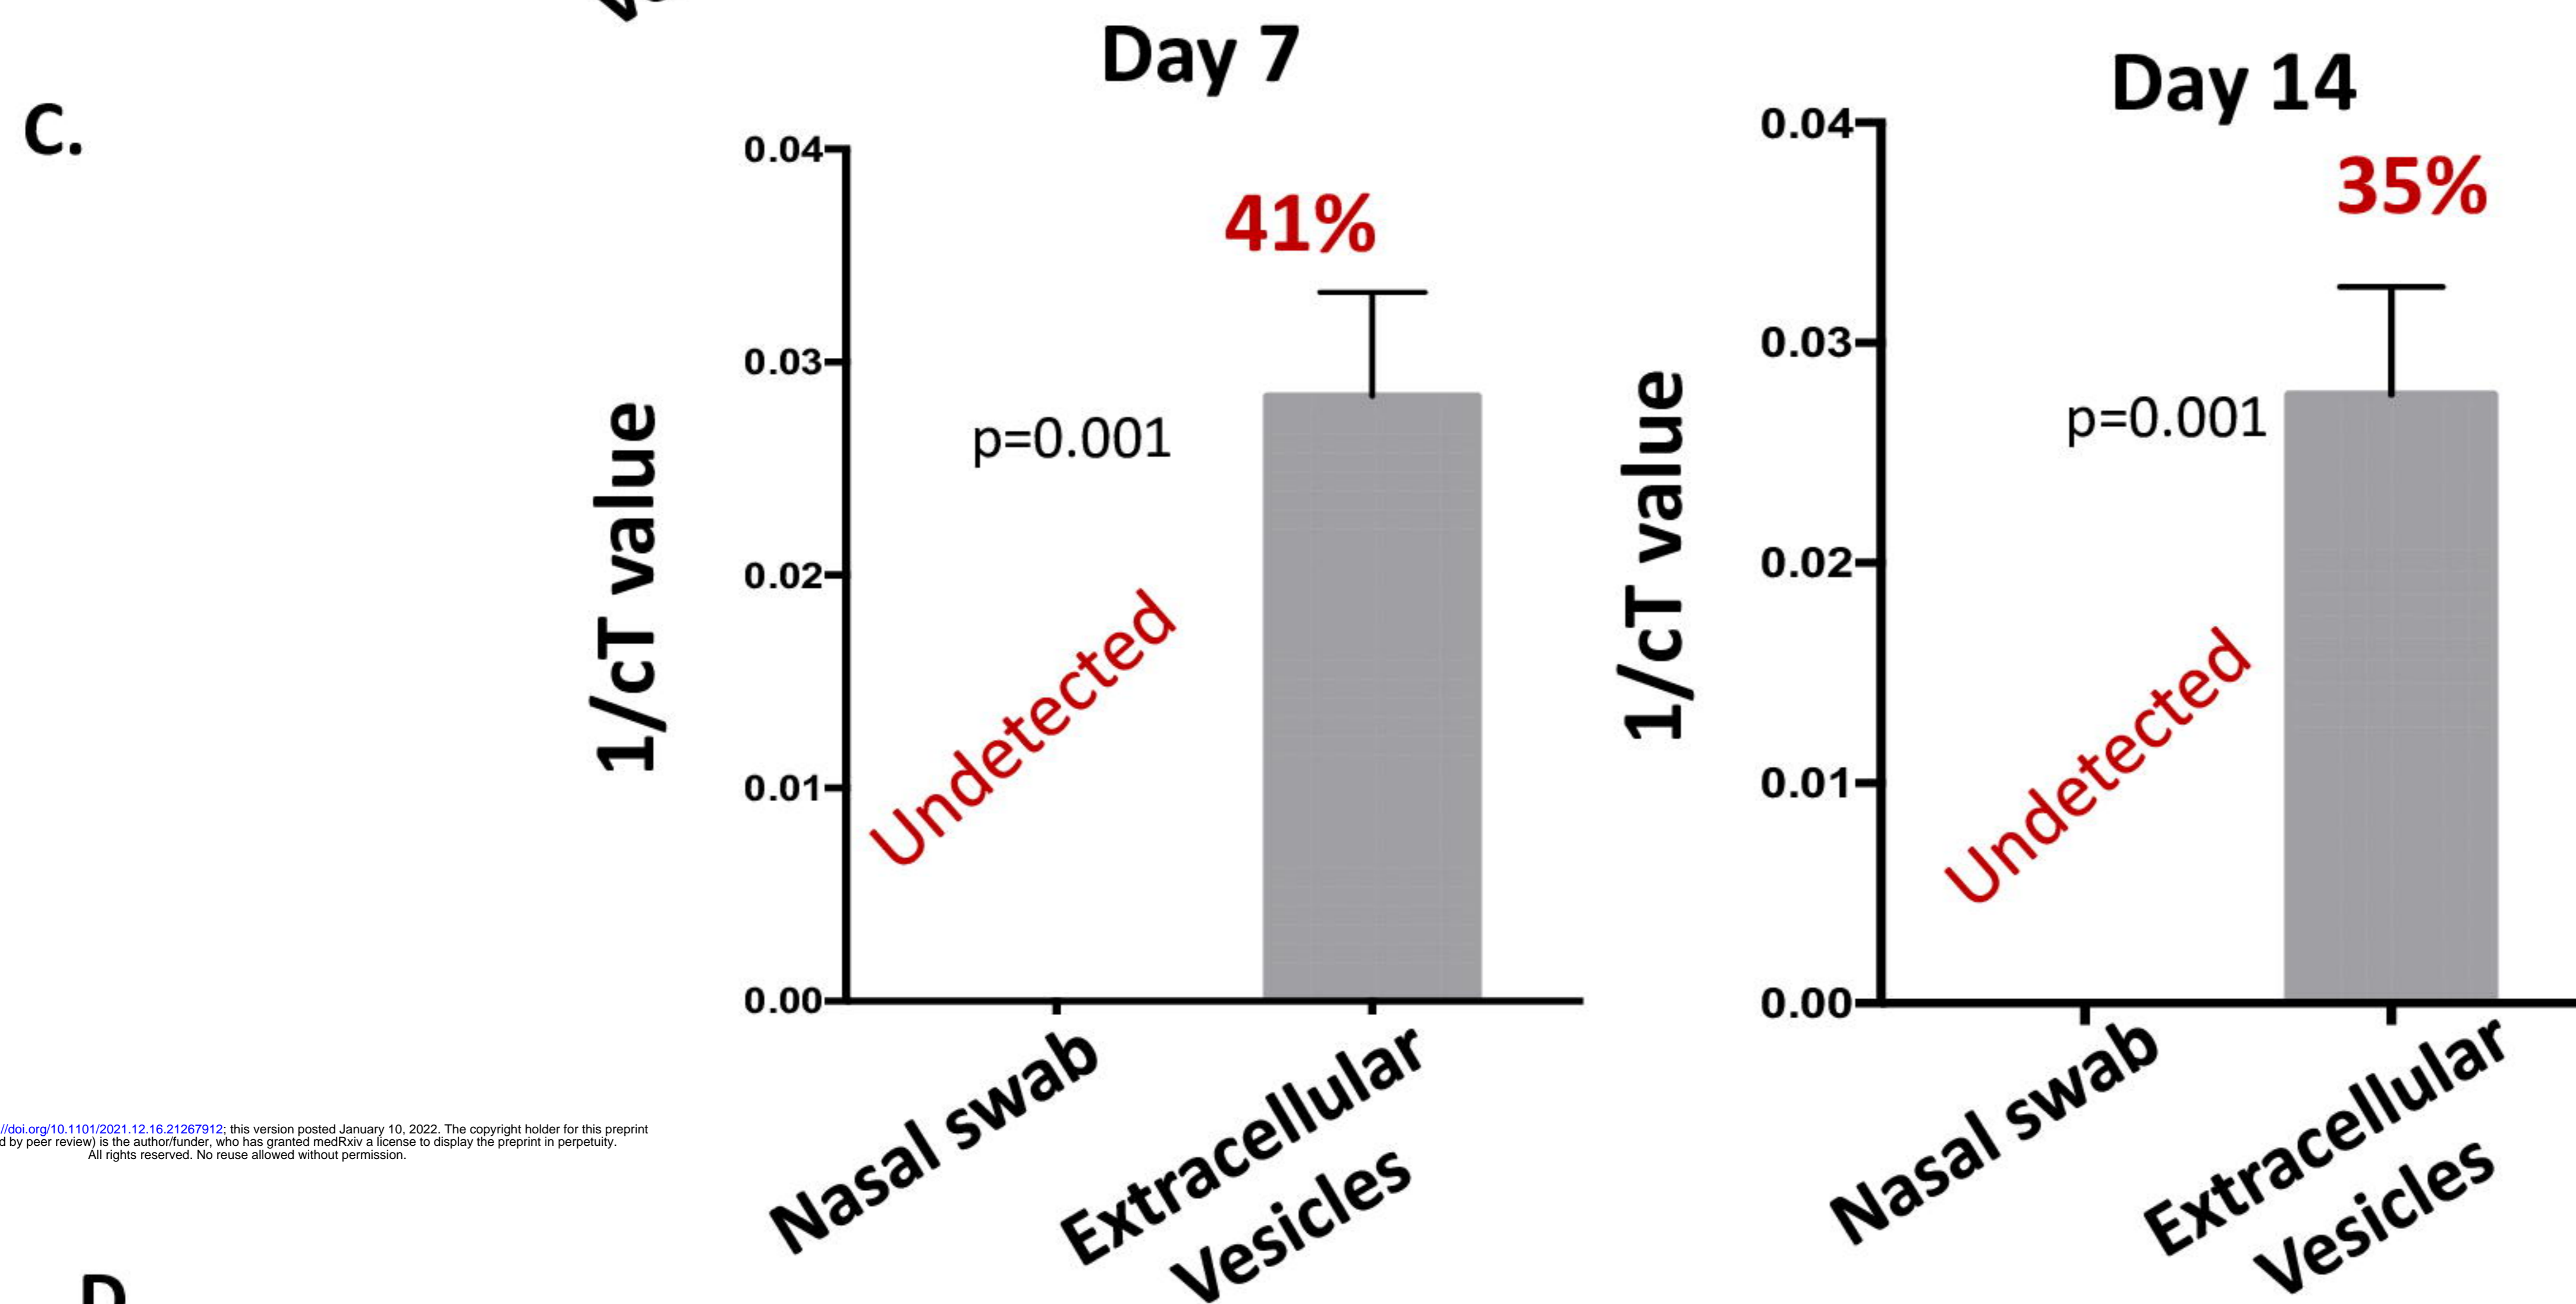 C.
Day 7
0.04
0.03
0.02
0.01
0.00
1/cT value
41%
p=0.001
Undetected
Nasal swab
Extracellular
Vesicles
Day 14
0.04
0.03
0.02
0.01
0.00
1/cT value
35%
p=0.001
Undetected
Nasal swab
Extracellular
Vesicles
//doi.org/10.1101/2021.12.16.21267912; this version posted January 10, 2022. The copyright holder for this preprint
d by peer review) is the author/funder, who has granted medRxiv a license to display the preprint in perpetuity.
All rights reserved. No reuse allowed without permission.